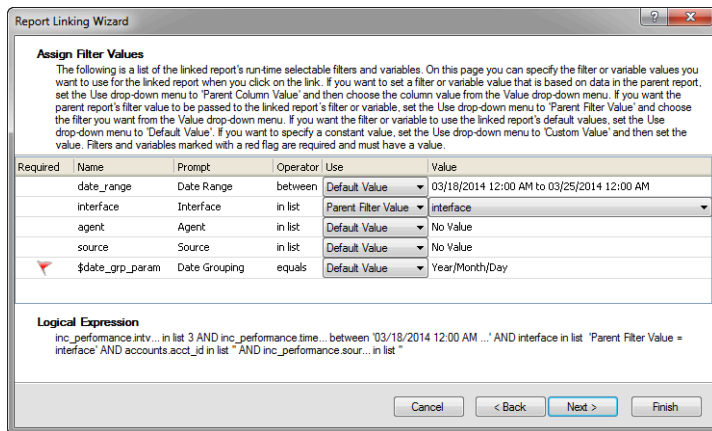 Report Linking Wizard
Assign Filter Values
The following is a list of the linked report's run-time selectable filters and variables. On this page you can specify the filter or variable values you
want to use for the linked report when you click on the link. If you want to set a filter or variable value that is based on data in the parent report,
set the Use drop-down menu to 'Parent Column Value' and then choose the column value from the Value drop-down menu. If you want the
parent report's filter value to be passed to the linked report's filter or variable, set the Use drop-down menu to 'Parent Filter Value' and choose
the filter you want from the Value drop-down menu. If you want the filter to use the linked report's default values, set the Use
drop-down menu to 'Default Value'. If you want to specify a constant value, set the Use drop-down menu to 'Custom Value' and then set the
value. Filters and variables marked with a red flag are required and must have a value.
Required Name Prompt Operator Use Value
date_range Date Range between Default Value 03/18/2014 12:00 AM to 03/25/2014 12:00 AM
interface Interface in list Parent Filter Value interface
agent Agent in list Default Value No Value
source Source in list Default Value No Value
$date_grp_param Date Grouping equals Default Value Year/Month/Day
Logical Expression
inc_performance.intv... in list 3 AND inc_performance.time... between '03/18/2014 12:00 AM ...' AND interface in list 'Parent Filter Value =
interface' AND accounts.acct_id in list '' AND inc_performance.sour... in list ''
Cancel < Back Next > Finish